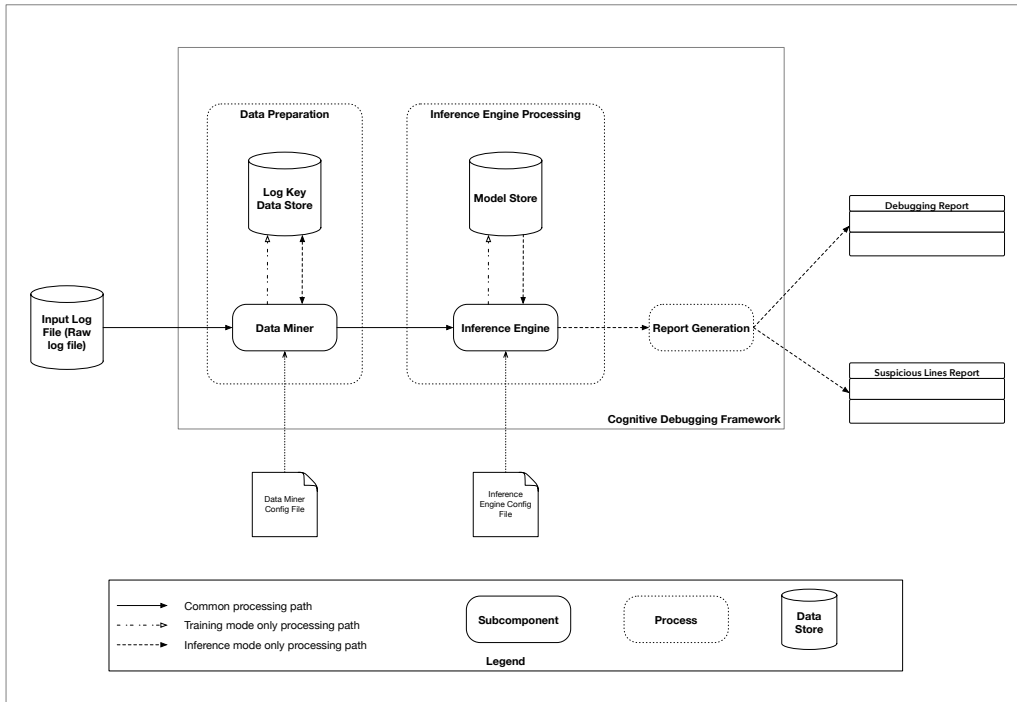 Data Preparation
Inference Engine Processing
Log Key
Data Store
Model Store
Debugging Report
Input Log
File (Raw
log file)
Data Miner
Inference Engine
Report Generation
Suspicious Lines Report
Cognitive Debugging Framework
Data Miner
Config File
Inference
Engine Config
File
Common processing path
Training mode only processing path
Inference mode only processing path
Subcomponent
Process
Data
Store
Legend